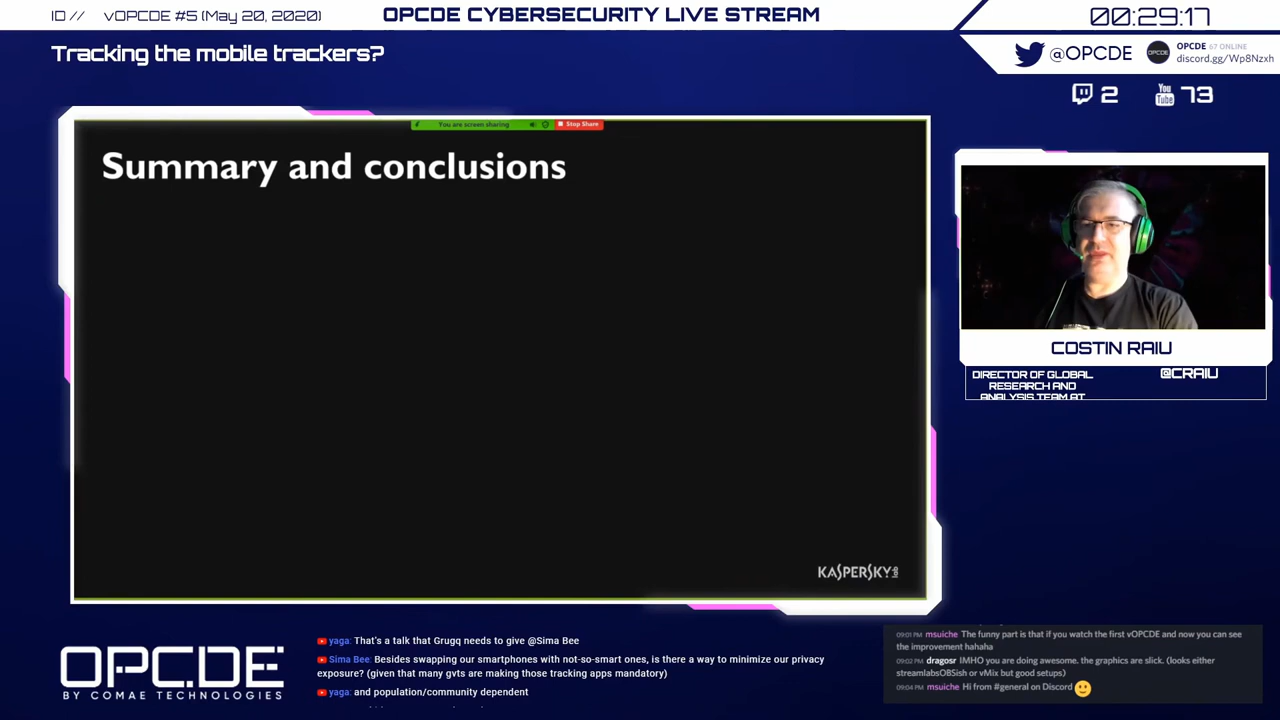 ID // vOPCDE #5 (May 20, 2020)
OPCDE CYBERSECURITY LIVE STREAM
00:29:17
Tracking the mobile trackers?
@OPCDE
OPCDE 67 ONLINE
discord.gg/Wp8Nzxh
2
You Tube 73
You are screen sharing
Stop Share
Summary and conclusions
KASPERSKY lab
COSTIN RAIU
DIRECTOR OF GLOBAL
RESEARCH AND
ANALYSIS TEAM AT
@CRAIU
OPCDE
BY COMAE TECHNOLOGIES
yaga: That's a talk that Grugq needs to give @Sima Bee
Sima Bee: Besides swapping our smartphones with not-so-smart ones, is there a way to minimize our privacy
exposure? (given that many gvts are making those tracking apps mandatory)
yaga: and population/community dependent
09:01 PM msuiche The funny part is that if you watch the first vOPCDE and now you can see
the improvement hahaha
09:02 PM dragosr IMHO you are doing awesome. the graphics are slick. (looks either
streamlabsOBSish or vMix but good setups)
09:04 PM msuiche Hi from #general on Discord